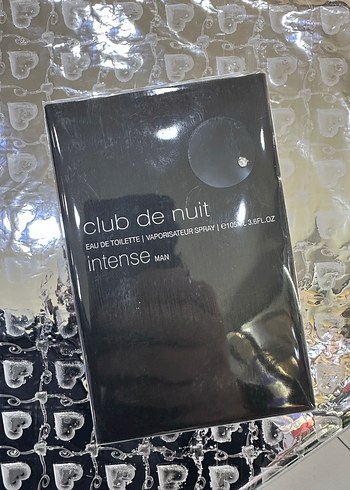 club de nuit
EAU DE TOILETTE | VAPORISATEUR SPRAY | ℮105ML 3.6FL.OZ
intense MAN